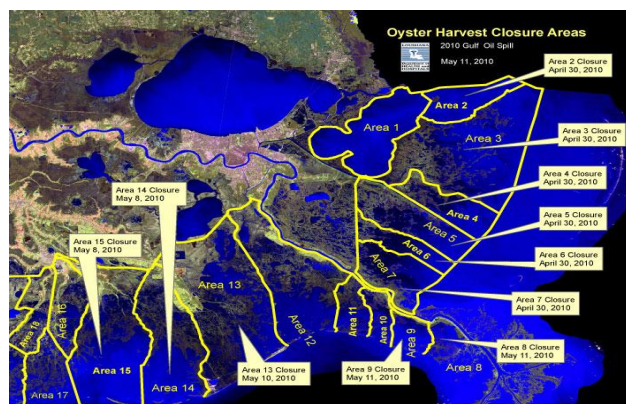 Oyster Harvest Closure Areas
2010 Gulf Oil Spill
May 11, 2010
LOUISIANA
Area 2 Closure
April 30, 2010
Area 2
Area 1
Area 3
Area 3 Closure
April 30, 2010
Area 4 Closure
April 30, 2010
Area 14 Closure
May 8, 2010
Area 4
Area 5
Area 5 Closure
April 30, 2010
Area 15 Closure
May 8, 2010
Area 6
Area 6 Closure
April 30, 2010
Area 7
Area 13
Area 7 Closure
April 30, 2010
Area 16
Area 18
Area 12
Area 11
Area 10
Area 9
Area 8 Closure
May 11, 2010
Area 15
Area 13 Closure
May 10, 2010
Area 9 Closure
May 11, 2010
Area 8
Area 17
Area 14